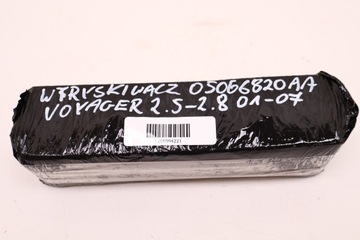 WTRYSKIWACZ 05066820AA
VOYAGER 2.5-2.8 01-07